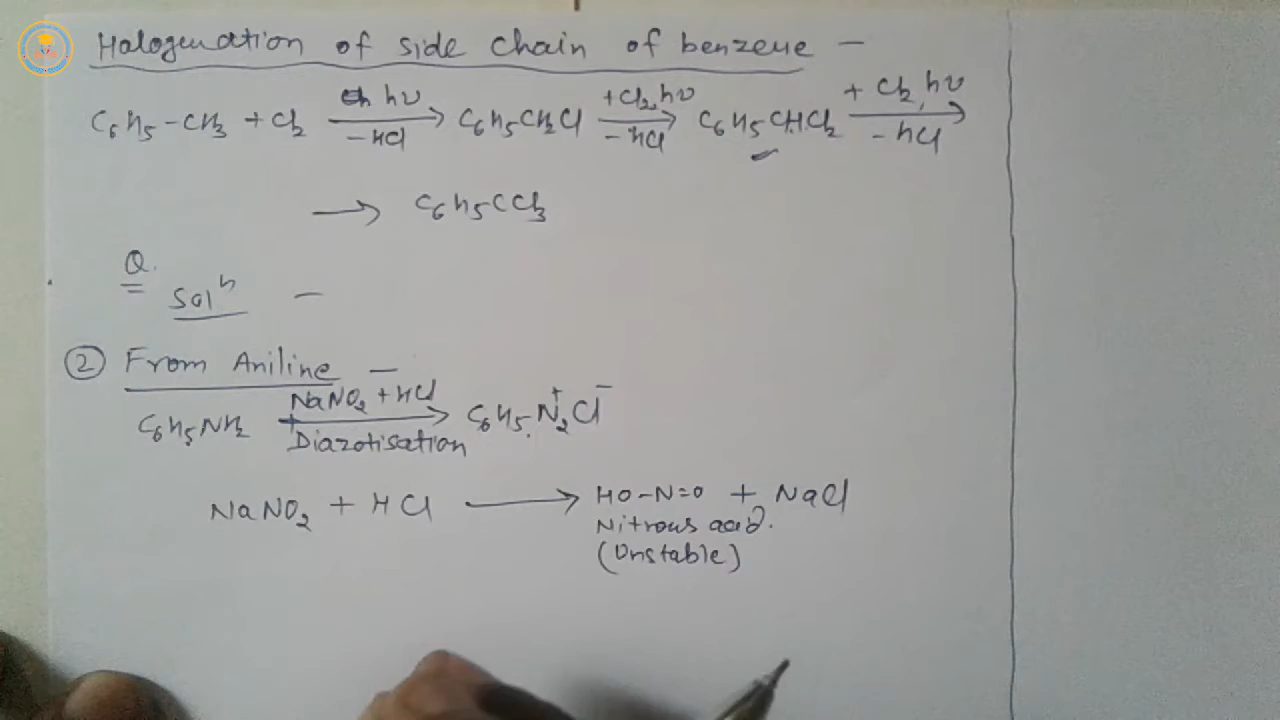 Halogenation of side chain of benzene -
C6H5-CH3 + Cl2 hν -HCl → C6H5CH2Cl +Cl2, hν -HCl → C6H5CHCl2 + Cl2, hν -HCl →
→ C6H5CCl3
Q.
Solⁿ -
② From Aniline -
C6H5NH2 NaNO2 + HCl Diazotisation → C6H5N2⁺Cl⁻
NaNO2 + HCl → HO-N=O + NaCl
Nitrous acid.
(Unstable)